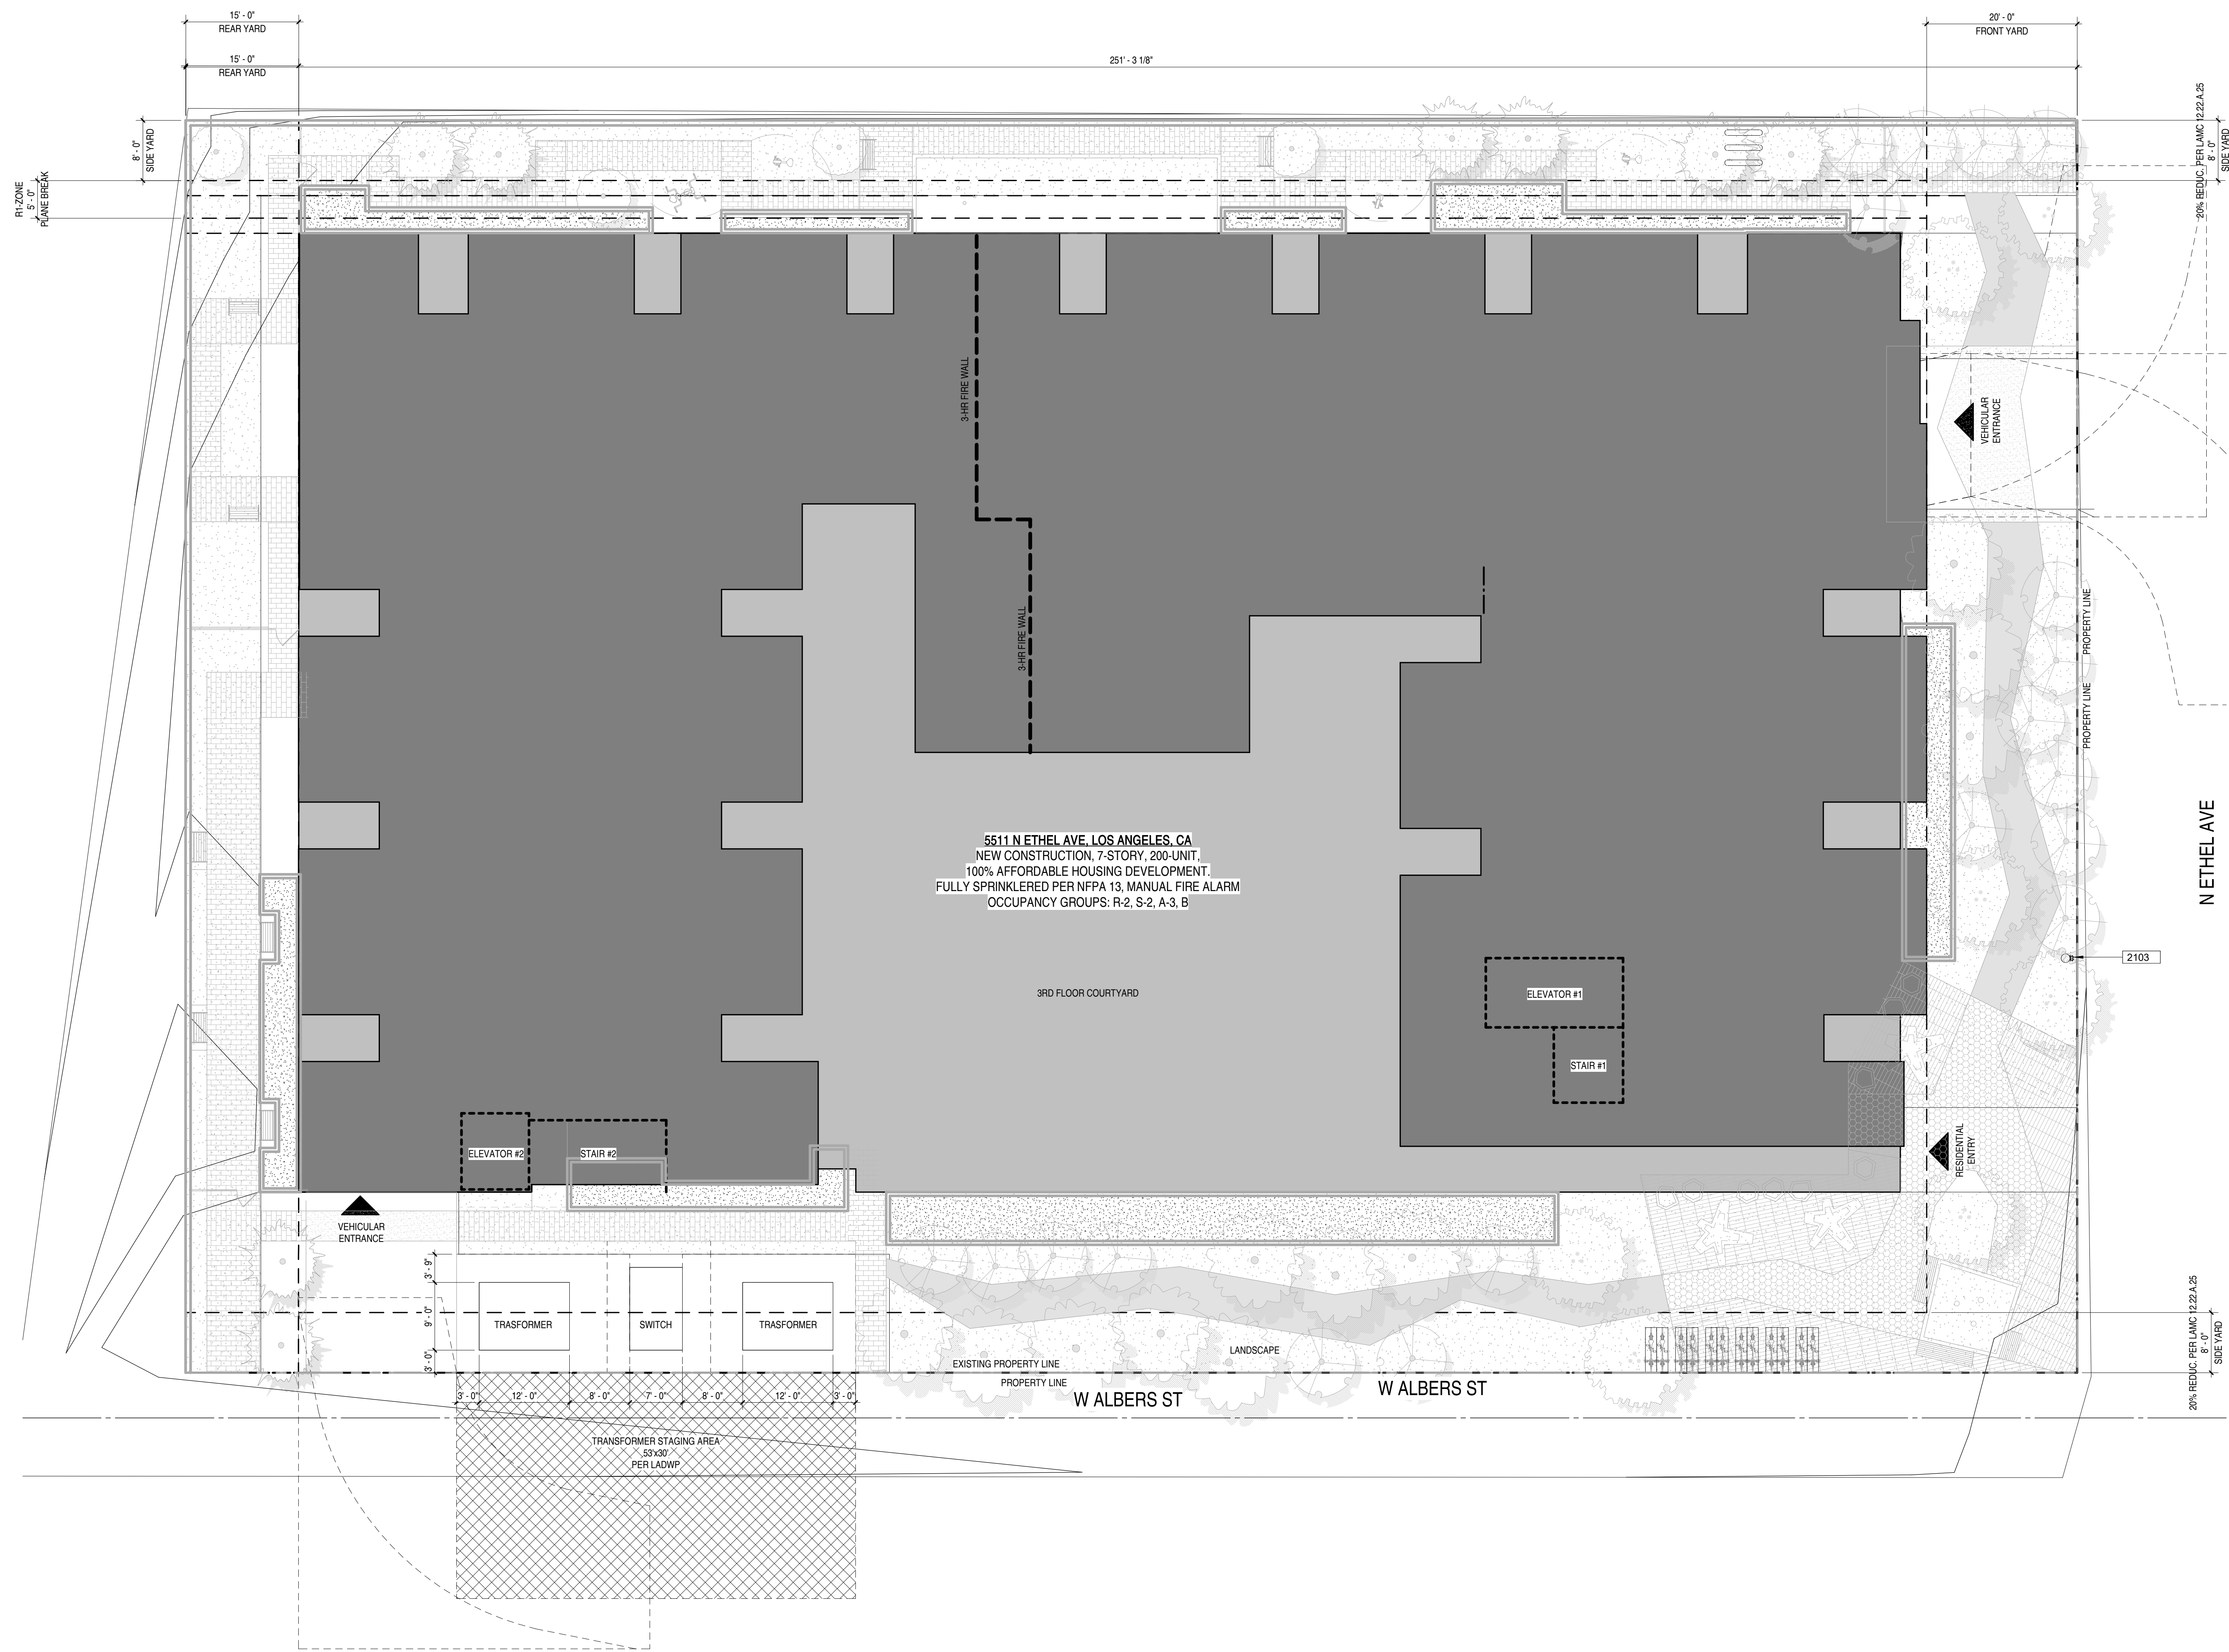 15' - 0"
REAR YARD
20' - 0"
FRONT YARD
15' - 0"
REAR YARD
251' - 3 1/8"
8' - 0"
SIDE YARD
R1-ZONE
5' - 0"
PLANE BREAK
20% REDUC. PER LAMC 12.22.A.25
8' - 0"
SIDE YARD
3-HR FIRE WALL
VEHICULAR
ENTRANCE
3-HR FIRE WALL
PROPERTY LINE
PROPERTY LINE
5511 N ETHEL AVE, LOS ANGELES, CA
NEW CONSTRUCTION, 7-STORY, 200-UNIT,
100% AFFORDABLE HOUSING DEVELOPMENT.
FULLY SPRINKLERED PER NFPA 13, MANUAL FIRE ALARM
OCCUPANCY GROUPS: R-2, S-2, A-3, B
N ETHEL AVE
2103
3RD FLOOR COURTYARD
ELEVATOR #1
STAIR #1
ELEVATOR #2
STAIR #2
RESIDENTIAL
ENTRY
VEHICULAR
ENTRANCE
3' - 9"
9' - 0"
3' - 0"
TRASFORMER
SWITCH
TRASFORMER
LANDSCAPE
EXISTING PROPERTY LINE
PROPERTY LINE
20% REDUC. PER LAMC 12.22.A.25
8' - 0"
SIDE YARD
3' - 0"
12' - 0"
8' - 0"
7' - 0"
8' - 0"
12' - 0"
3' - 0"
W ALBERS ST
W ALBERS ST
TRANSFORMER STAGING AREA
53'x30'
PER LADWP